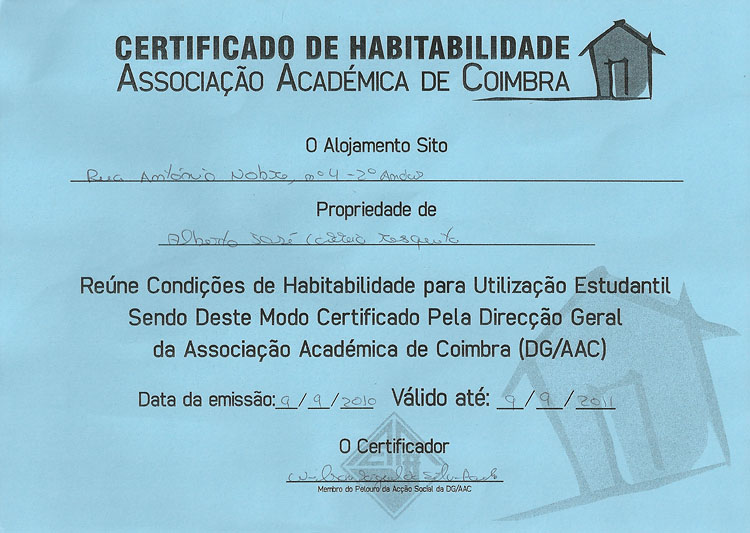 CERTIFICADO DE HABITABILIDADE
ASSOCIAÇÃO ACADÉMICA DE COIMBRA
O Alojamento Sito
Rua António Nobre, nº 4 - 2º Andar
Propriedade de
Alberto José
Reúne Condições de Habitabilidade para Utilização Estudantil
Sendo Deste Modo Certificado Pela Direcção Geral
da Associação Académica de Coimbra (DG/AAC)
Data da emissão: 9/9/2010 Válido até: 9/9/2011
O Certificador
Membro do Pelouro da Acção Social da DG/AAC